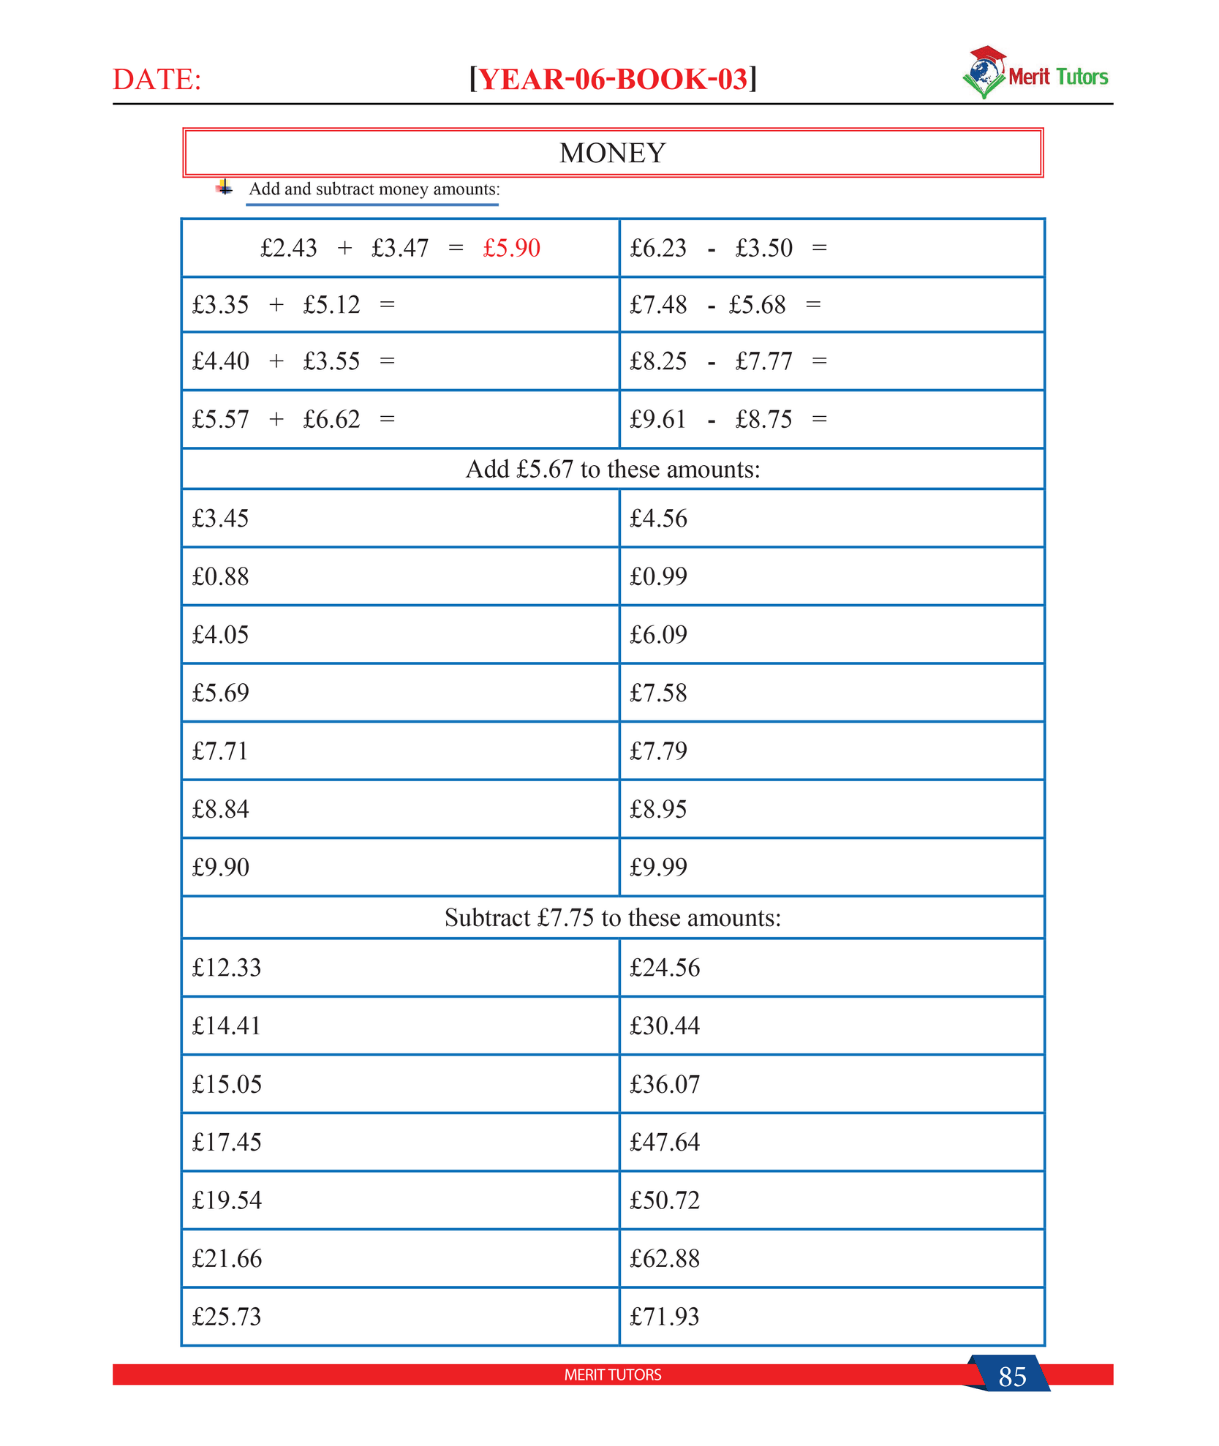 DATE: [YEAR-06-BOOK-03] Merit Tutors
MONEY
Add and subtract money amounts:
£2.43 + £3.47 = £5.90 £6.23 - £3.50 =
£3.35 + £5.12 = £7.48 - £5.68 =
£4.40 + £3.55 = £8.25 - £7.77 =
£5.57 + £6.62 = £9.61 - £8.75 =
Add £5.67 to these amounts:
£3.45 £4.56
£0.88 £0.99
£4.05 £6.09
£5.69 £7.58
£7.71 £7.79
£8.84 £8.95
£9.90 £9.99
Subtract £7.75 to these amounts:
£12.33 £24.56
£14.41 £30.44
£15.05 £36.07
£17.45 £47.64
£19.54 £50.72
£21.66 £62.88
£25.73 £71.93
MERIT TUTORS 85